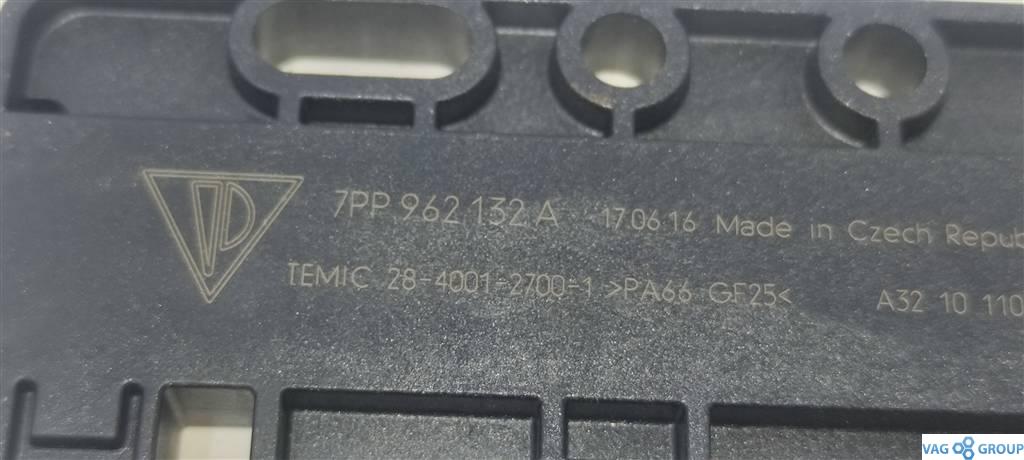 7PP 962 132 A 17.06.16 Made in Czech Repub
TEMIC 28-4001-2700-1 >PA66 GF25< A32 10 110
VAG GROUP